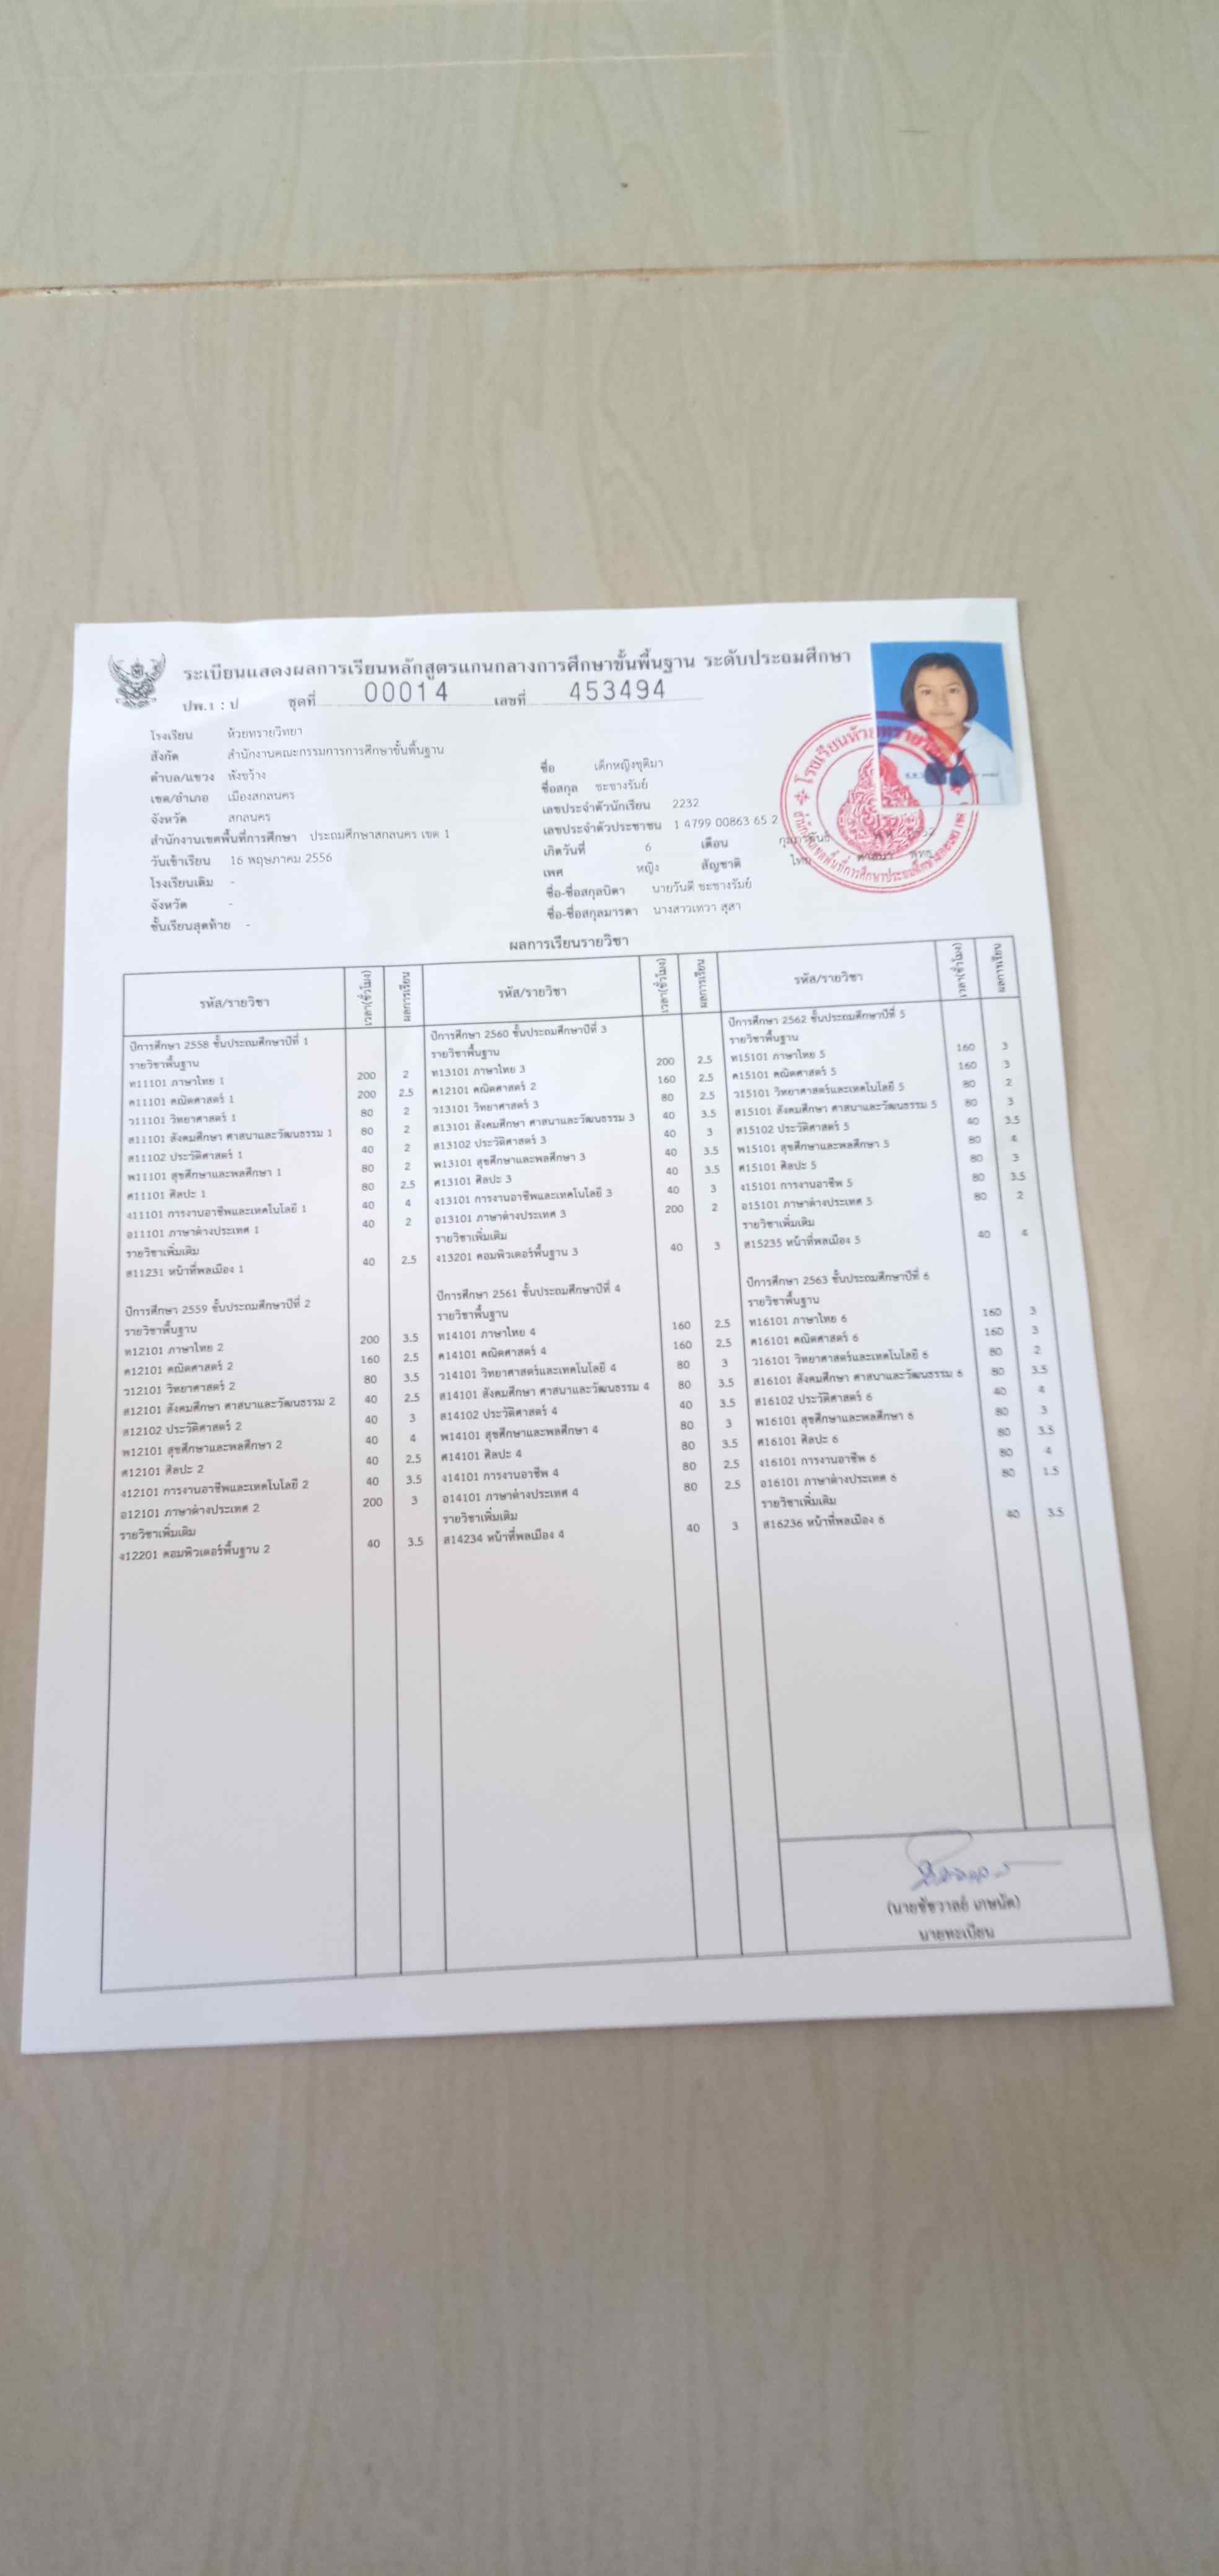 ระเบียนแสดงผลการเรียนหลักสูตรแกนกลางการศึกษาขั้นพื้นฐาน ระดับประถมศึกษา
ปพ.1 : ป ชุดที่ 00014 เลขที่ 453494
โรงเรียน ห้วยทรายวิทยา
สังกัด สำนักงานคณะกรรมการการศึกษาขั้นพื้นฐาน
ตำบล/แขวง พังขว้าง
เขต/อำเภอ เมืองสกลนคร
จังหวัด สกลนคร
สำนักงานเขตพื้นที่การศึกษา ประถมศึกษาสกลนคร เขต 1
วันเข้าเรียน 16 พฤษภาคม 2556
โรงเรียนเดิม -
จังหวัด -
ชั้นเรียนสุดท้าย -
ชื่อ เด็กหญิงชุติมา
ชื่อสกุล ชะซางรัมย์
เลขประจำตัวนักเรียน 2232
เลขประจำตัวประชาชน 1 4799 00863 65 2
เกิดวันที่ 6 เดือน กุมภาพันธ์
เพศ หญิง สัญชาติ ไทย ศาสนา พุทธ
ชื่อ-ชื่อสกุลบิดา นายวันดี ชะซางรัมย์
ชื่อ-ชื่อสกุลมารดา นางสาวเทวา สุสา
ผลการเรียนรายวิชา
รหัส/รายวิชา เวลา(ชั่วโมง) ผลการเรียน
ปีการศึกษา 2558 ชั้นประถมศึกษาปีที่ 1
รายวิชาพื้นฐาน
ท11101 ภาษาไทย 1 200 2
ค11101 คณิตศาสตร์ 1 200 2.5
ว11101 วิทยาศาสตร์ 1 80 2
ส11101 สังคมศึกษา ศาสนาและวัฒนธรรม 1 80 2
ส11102 ประวัติศาสตร์ 1 40 2
พ11101 สุขศึกษาและพลศึกษา 1 80 2
ศ11101 ศิลปะ 1 80 2.5
ง11101 การงานอาชีพและเทคโนโลยี 1 40 4
อ11101 ภาษาต่างประเทศ 1 40 2
รายวิชาเพิ่มเติม
ส11231 หน้าที่พลเมือง 1 40 2.5
ปีการศึกษา 2559 ชั้นประถมศึกษาปีที่ 2
รายวิชาพื้นฐาน
ท12101 ภาษาไทย 2 200 3.5
ค12101 คณิตศาสตร์ 2 160 2.5
ว12101 วิทยาศาสตร์ 2 80 3.5
ส12101 สังคมศึกษา ศาสนาและวัฒนธรรม 2 40 2.5
ส12102 ประวัติศาสตร์ 2 40 3
พ12101 สุขศึกษาและพลศึกษา 2 40 4
ศ12101 ศิลปะ 2 40 2.5
ง12101 การงานอาชีพและเทคโนโลยี 2 40 3.5
อ12101 ภาษาต่างประเทศ 2 200 3
รายวิชาเพิ่มเติม
ง12201 คอมพิวเตอร์พื้นฐาน 2 40 3.5
รหัส/รายวิชา เวลา(ชั่วโมง) ผลการเรียน
ปีการศึกษา 2560 ชั้นประถมศึกษาปีที่ 3
รายวิชาพื้นฐาน
ท13101 ภาษาไทย 3 200 2.5
ค12101 คณิตศาสตร์ 2 160 2.5
ว13101 วิทยาศาสตร์ 3 80 2.5
ส13101 สังคมศึกษา ศาสนาและวัฒนธรรม 3 40 3.5
ส13102 ประวัติศาสตร์ 3 40 3
พ13101 สุขศึกษาและพลศึกษา 3 40 3.5
ศ13101 ศิลปะ 3 40 3.5
ง13101 การงานอาชีพและเทคโนโลยี 3 40 3
อ13101 ภาษาต่างประเทศ 3 200 2
รายวิชาเพิ่มเติม
ง13201 คอมพิวเตอร์พื้นฐาน 3 40 3
ปีการศึกษา 2561 ชั้นประถมศึกษาปีที่ 4
รายวิชาพื้นฐาน
ท14101 ภาษาไทย 4 160 2.5
ค14101 คณิตศาสตร์ 4 160 2.5
ว14101 วิทยาศาสตร์และเทคโนโลยี 4 80 3
ส14101 สังคมศึกษา ศาสนาและวัฒนธรรม 4 80 3.5
ส14102 ประวัติศาสตร์ 4 40 3.5
พ14101 สุขศึกษาและพลศึกษา 4 80 3
ศ14101 ศิลปะ 4 80 3.5
ง14101 การงานอาชีพ 4 80 2.5
อ14101 ภาษาต่างประเทศ 4 80 2.5
รายวิชาเพิ่มเติม
ส14234 หน้าที่พลเมือง 4 40 3
รหัส/รายวิชา เวลา(ชั่วโมง) ผลการเรียน
ปีการศึกษา 2562 ชั้นประถมศึกษาปีที่ 5
รายวิชาพื้นฐาน
ท15101 ภาษาไทย 5 160 3
ค15101 คณิตศาสตร์ 5 160 3
ว15101 วิทยาศาสตร์และเทคโนโลยี 5 80 2
ส15101 สังคมศึกษา ศาสนาและวัฒนธรรม 5 80 3
ส15102 ประวัติศาสตร์ 5 40 3.5
พ15101 สุขศึกษาและพลศึกษา 5 80 4
ศ15101 ศิลปะ 5 80 3
ง15101 การงานอาชีพ 5 80 3.5
อ15101 ภาษาต่างประเทศ 5 80 2
รายวิชาเพิ่มเติม
ส15235 หน้าที่พลเมือง 5 40 4
ปีการศึกษา 2563 ชั้นประถมศึกษาปีที่ 6
รายวิชาพื้นฐาน
ท16101 ภาษาไทย 6 160 3
ค16101 คณิตศาสตร์ 6 160 3
ว16101 วิทยาศาสตร์และเทคโนโลยี 6 80 2
ส16101 สังคมศึกษา ศาสนาและวัฒนธรรม 6 80 3.5
ส16102 ประวัติศาสตร์ 6 40 4
พ16101 สุขศึกษาและพลศึกษา 6 80 3
ศ16101 ศิลปะ 6 80 3.5
ง16101 การงานอาชีพ 6 80 4
อ16101 ภาษาต่างประเทศ 6 80 1.5
รายวิชาเพิ่มเติม
ส16236 หน้าที่พลเมือง 6 40 3.5
(นายชัชวาลย์ เกษนัด)
นายทะเบียน